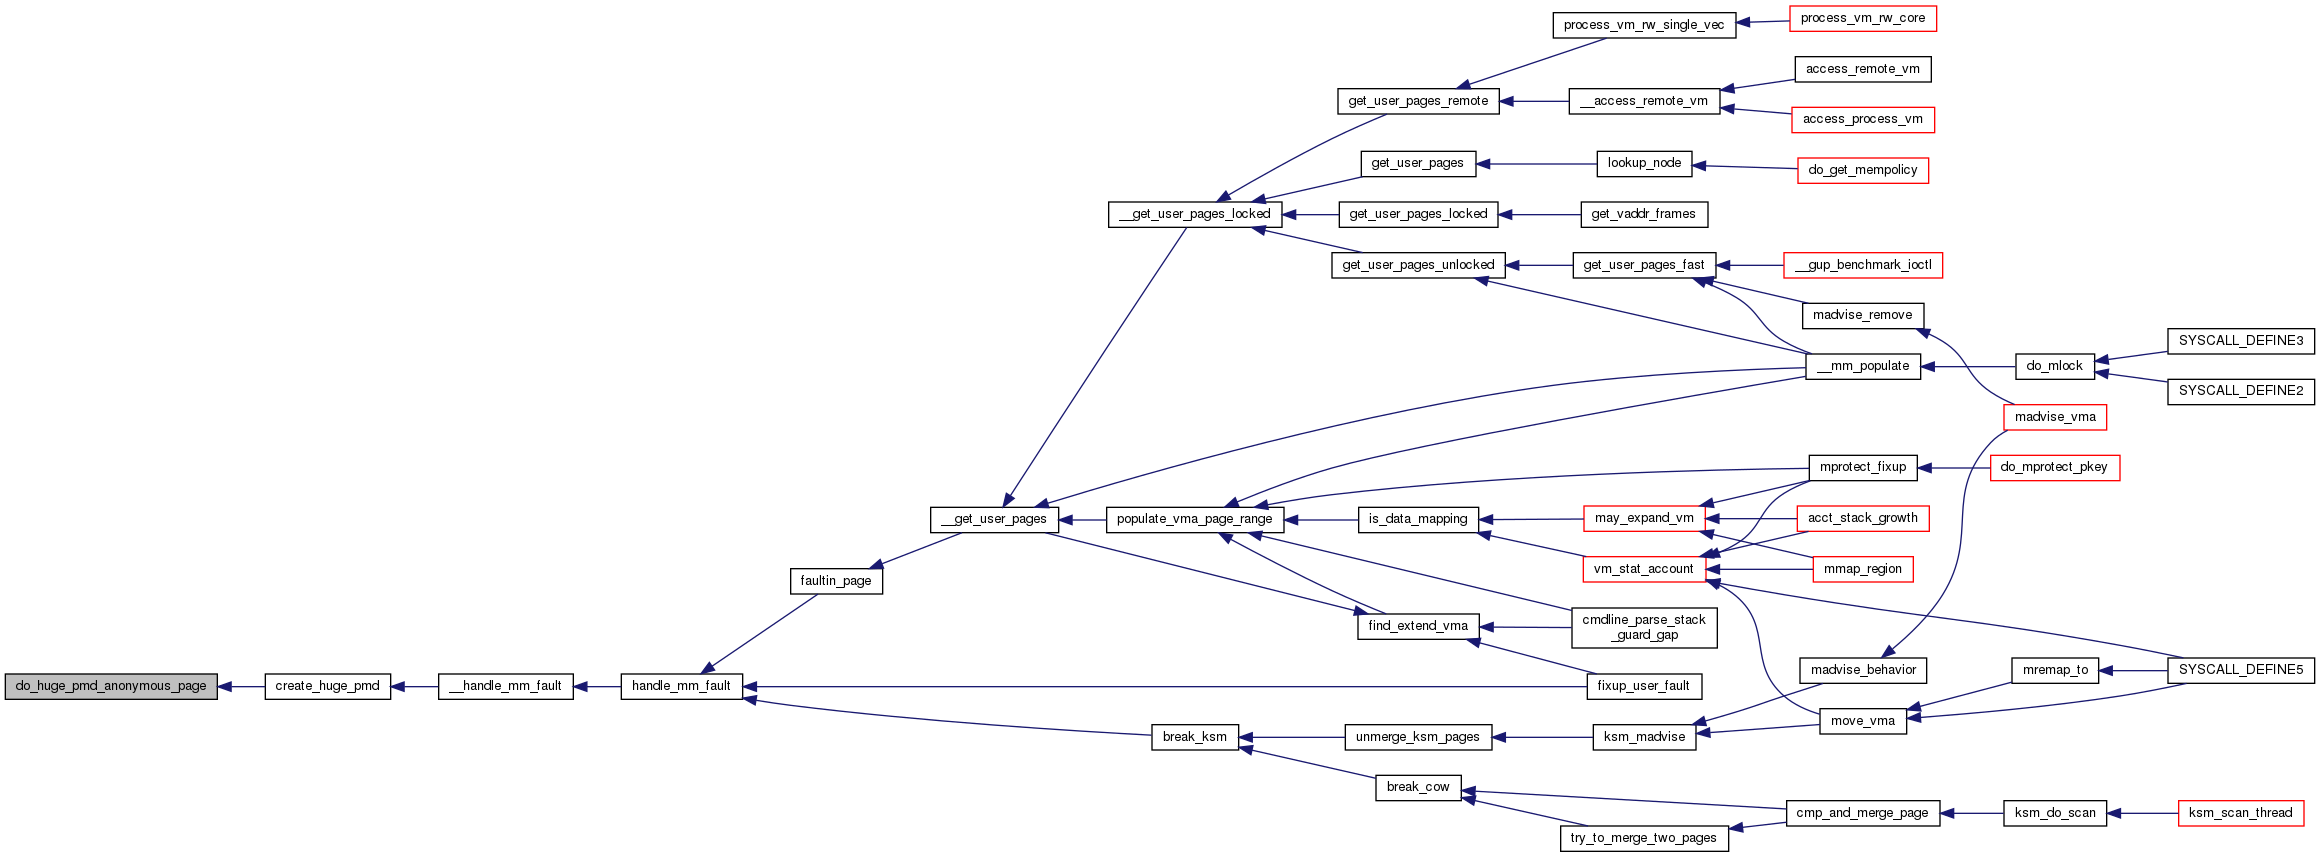 process_vm_rw_single_vec
process_vm_rw_core
access_remote_vm
get_user_pages_remote
__access_remote_vm
access_process_vm
get_user_pages
lookup_node
do_get_mempolicy
__get_user_pages_locked
get_user_pages_locked
get_vaddr_frames
get_user_pages_unlocked
get_user_pages_fast
__gup_benchmark_ioctl
madvise_remove
SYSCALL_DEFINE3
__mm_populate
do_mlock
SYSCALL_DEFINE2
madvise_vma
mprotect_fixup
do_mprotect_pkey
__get_user_pages
populate_vma_page_range
is_data_mapping
may_expand_vm
acct_stack_growth
faultin_page
vm_stat_account
mmap_region
find_extend_vma
cmdline_parse_stack
_guard_gap
madvise_behavior
mremap_to
SYSCALL_DEFINE5
do_huge_pmd_anonymous_page
create_huge_pmd
__handle_mm_fault
handle_mm_fault
fixup_user_fault
move_vma
break_ksm
unmerge_ksm_pages
ksm_madvise
break_cow
cmp_and_merge_page
ksm_do_scan
ksm_scan_thread
try_to_merge_two_pages